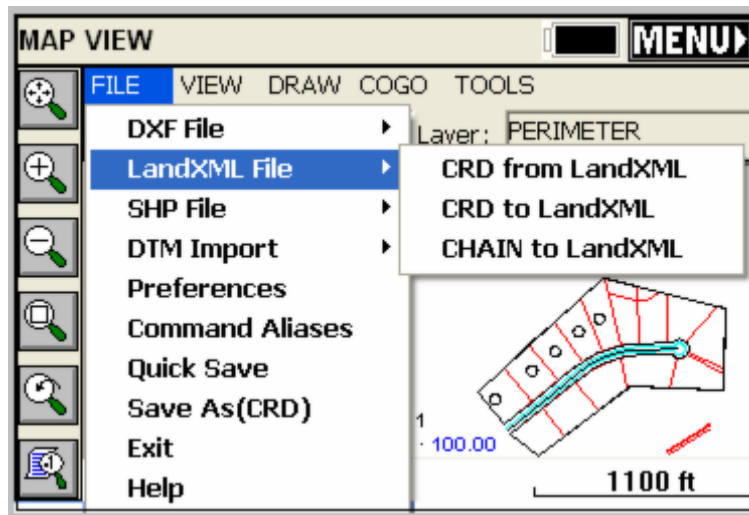 MAP VIEW MENU
FILE VIEW DRAW COGO TOOLS
Layer: PERIMETER
DXF File
LandXML File
SHP File
DTM Import
Preferences
Command Aliases
Quick Save
Save As(CRD)
Exit
Help
CRD from LandXML
CRD to LandXML
CHAIN to LandXML
1
100.00
1100 ft